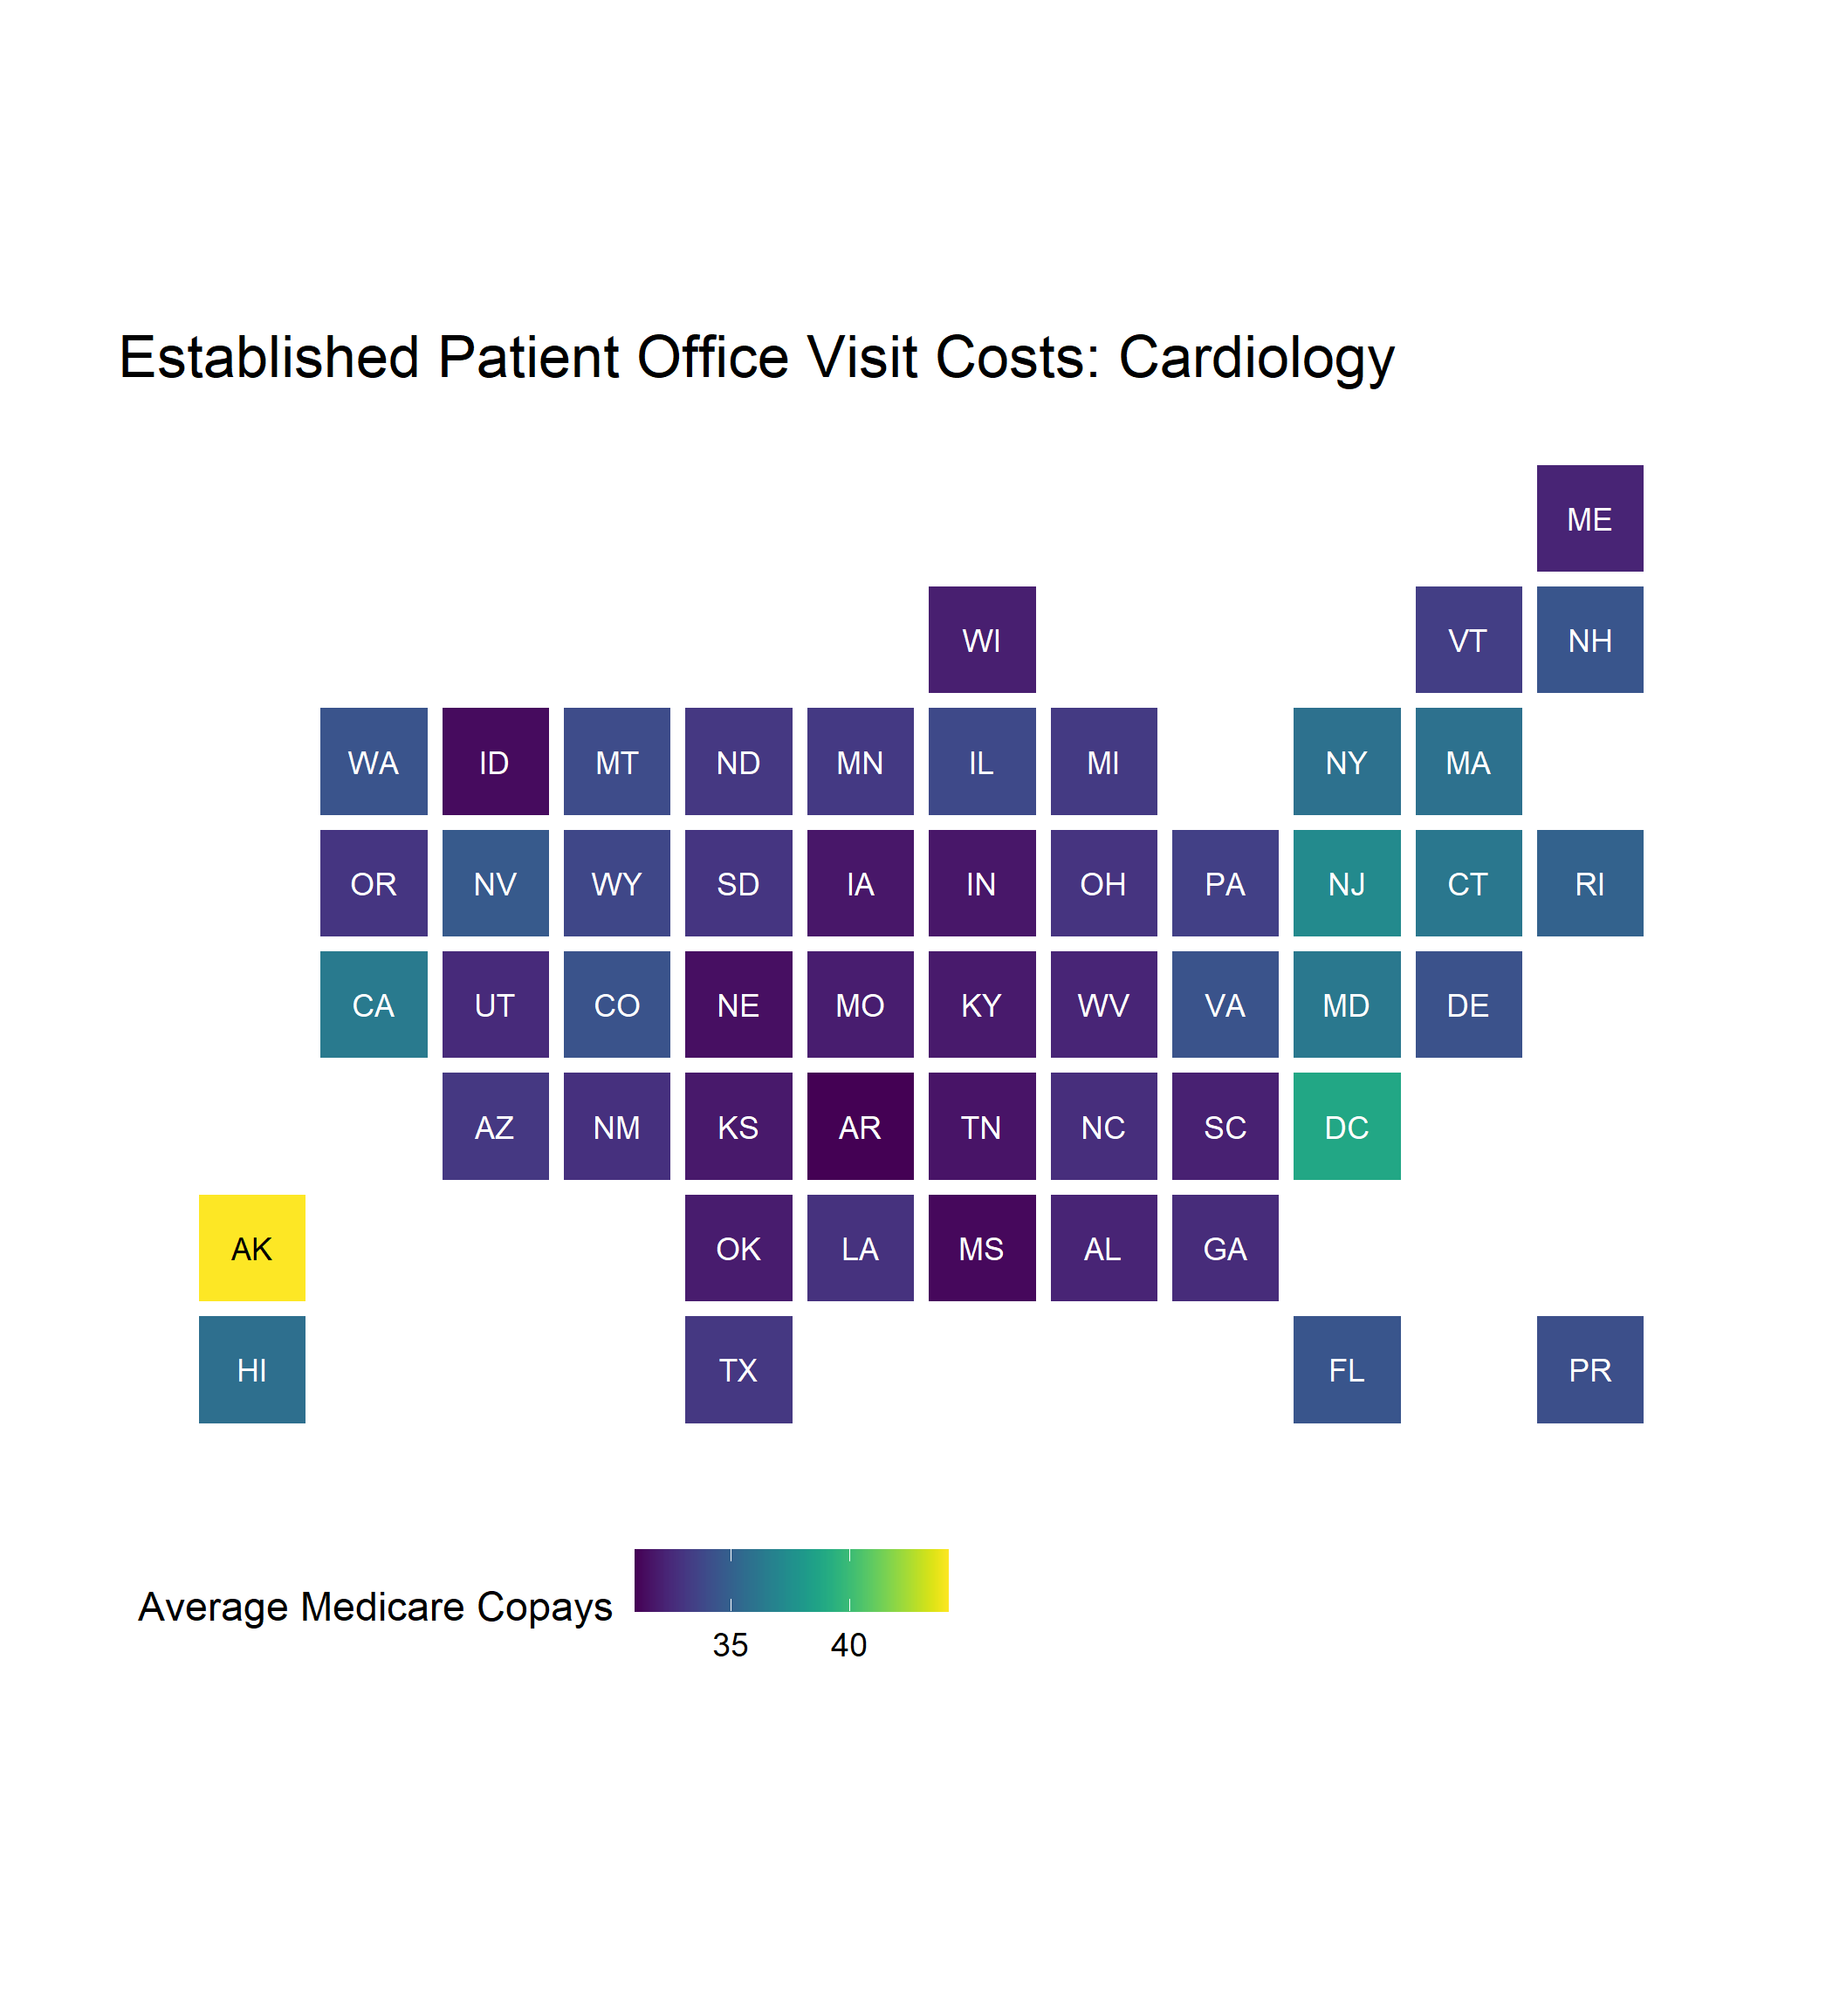 Established Patient Office Visit Costs: Cardiology
ME
WI VT NH
WA ID MT ND MN IL MI NY MA
OR NV WY SD IA IN OH PA NJ CT RI
CA UT CO NE MO KY WV VA MD DE
AZ NM KS AR TN NC SC DC
AK OK LA MS AL GA
HI TX FL PR
Average Medicare Copays
35 40